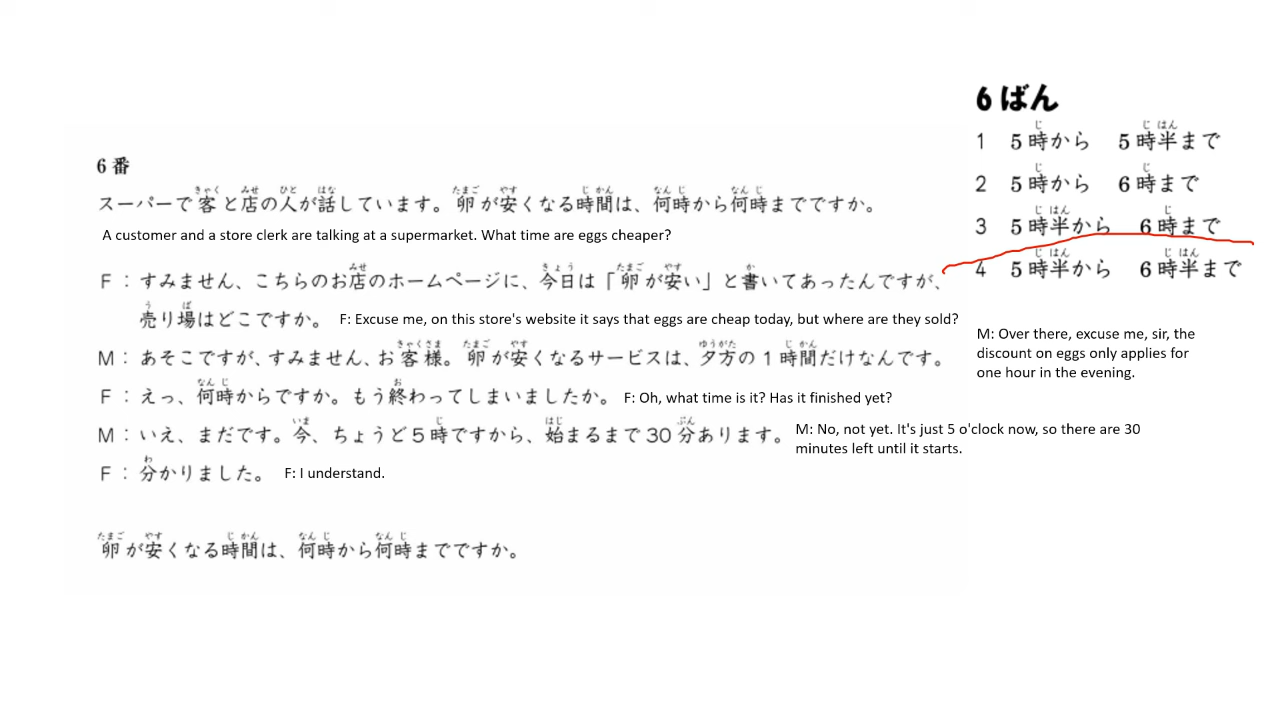 6ばん
1 5時から 5時半まで
2 5時から 6時まで
3 5時半から 6時まで
4 5時半から 6時半まで
6番
スーパーで客と店の人が話しています。卵が安くなる時間は、何時から何時までですか。
A customer and a store clerk are talking at a supermarket. What time are eggs cheaper?
F：すみません、こちらのお店のホームページに、今日は「卵が安い」と書いてあったんですが、
売り場はどこですか。
F: Excuse me, on this store's website it says that eggs are cheap today, but where are they sold?
M：あそこですが、すみません、お客様。卵が安くなるサービスは、夕方の1時間だけなんです。
M: Over there, excuse me, sir, the
discount on eggs only applies for
one hour in the evening.
F：えっ、何時からですか。もう終わってしまいましたか。
F: Oh, what time is it? Has it finished yet?
M：いえ、まだです。今、ちょうど5時ですから、始まるまで30分あります。
M: No, not yet. It's just 5 o'clock now, so there are 30
minutes left until it starts.
F：分かりました。
F: I understand.
卵が安くなる時間は、何時から何時までですか。